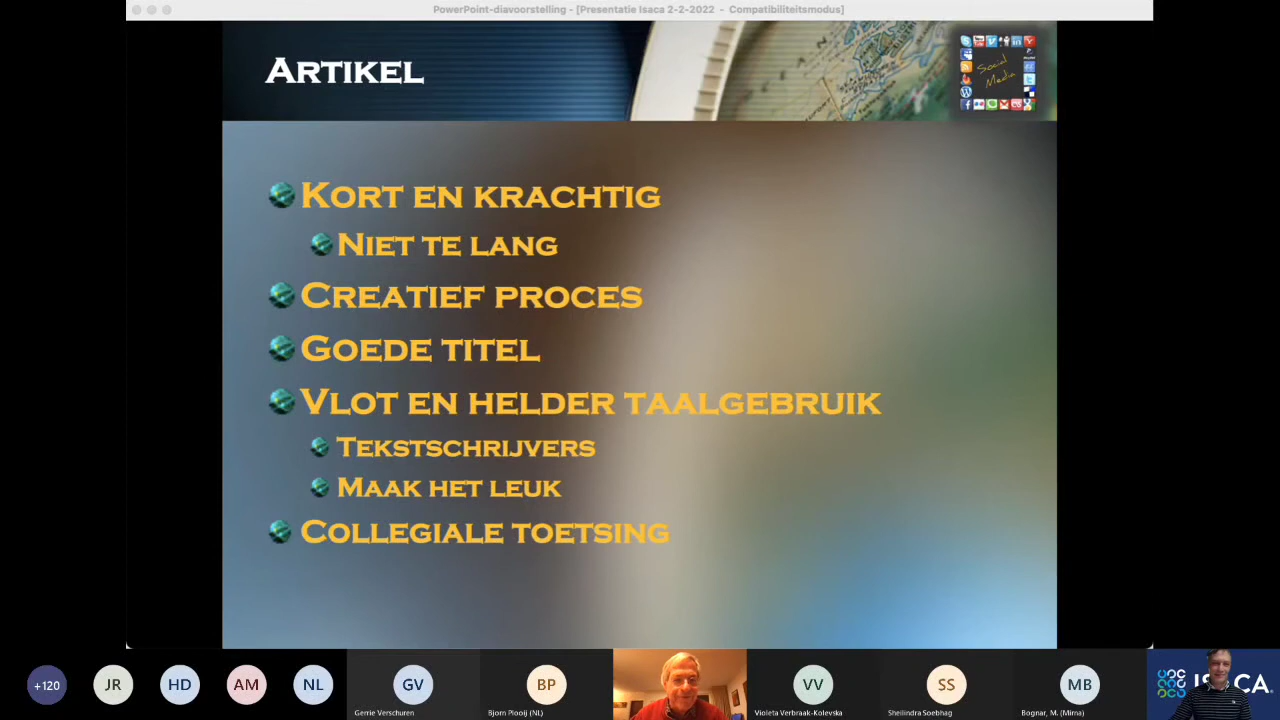 PowerPoint-diavoorstelling - [Presentatie Isaca 2-2-2022 - Compatibiliteitsmodus]
Artikel
Social
Media
Kort en krachtig
Niet te lang
Creatief proces
Goede titel
Vlot en helder taalgebruik
Tekstschrijvers
Maak het leuk
Collegiale toetsing
+120
JR
HD
AM
NL
GV
BP
VV
SS
MB
ISACA
Gerrie Verschuren
Bjorn Plooij (NL)
Violeta Verbraak-Kolevska
Sheilindra Soebhag
Bognar, M. (Mirna)